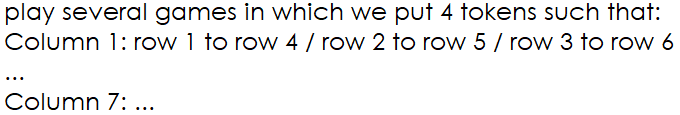 play several games in which we put 4 tokens such that:
Column 1: row 1 to row 4 / row 2 to row 5 / row 3 to row 6
...
Column 7: ...